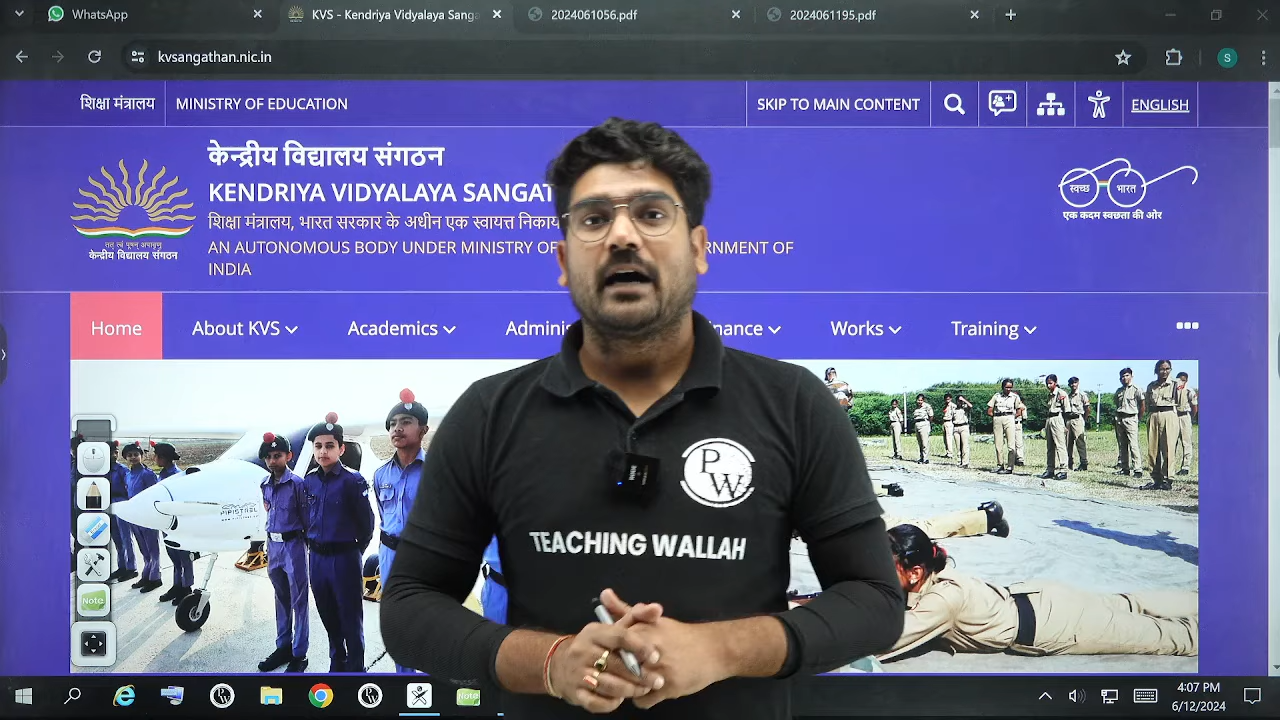 WhatsApp
KVS - Kendriya Vidyalaya Sanga
2024061056.pdf
2024061195.pdf
kvsangathan.nic.in
S
शिक्षा मंत्रालय
MINISTRY OF EDUCATION
SKIP TO MAIN CONTENT
ENGLISH
केन्द्रीय विद्यालय संगठन
KENDRIYA VIDYALAYA SANGAT
शिक्षा मंत्रालय, भारत सरकार के अधीन एक स्वायत्त निकाय
AN AUTONOMOUS BODY UNDER MINISTRY OF RNMENT OF
INDIA
केन्द्रीय विद्यालय संगठन
स्वच्छ भारत
एक कदम स्वच्छता की ओर
Home
About KVS
Academics
Adminis
inance
Works
Training
PIPISTREL
PW
TEACHING WALLAH
Note
Note
4:07 PM
6/12/2024